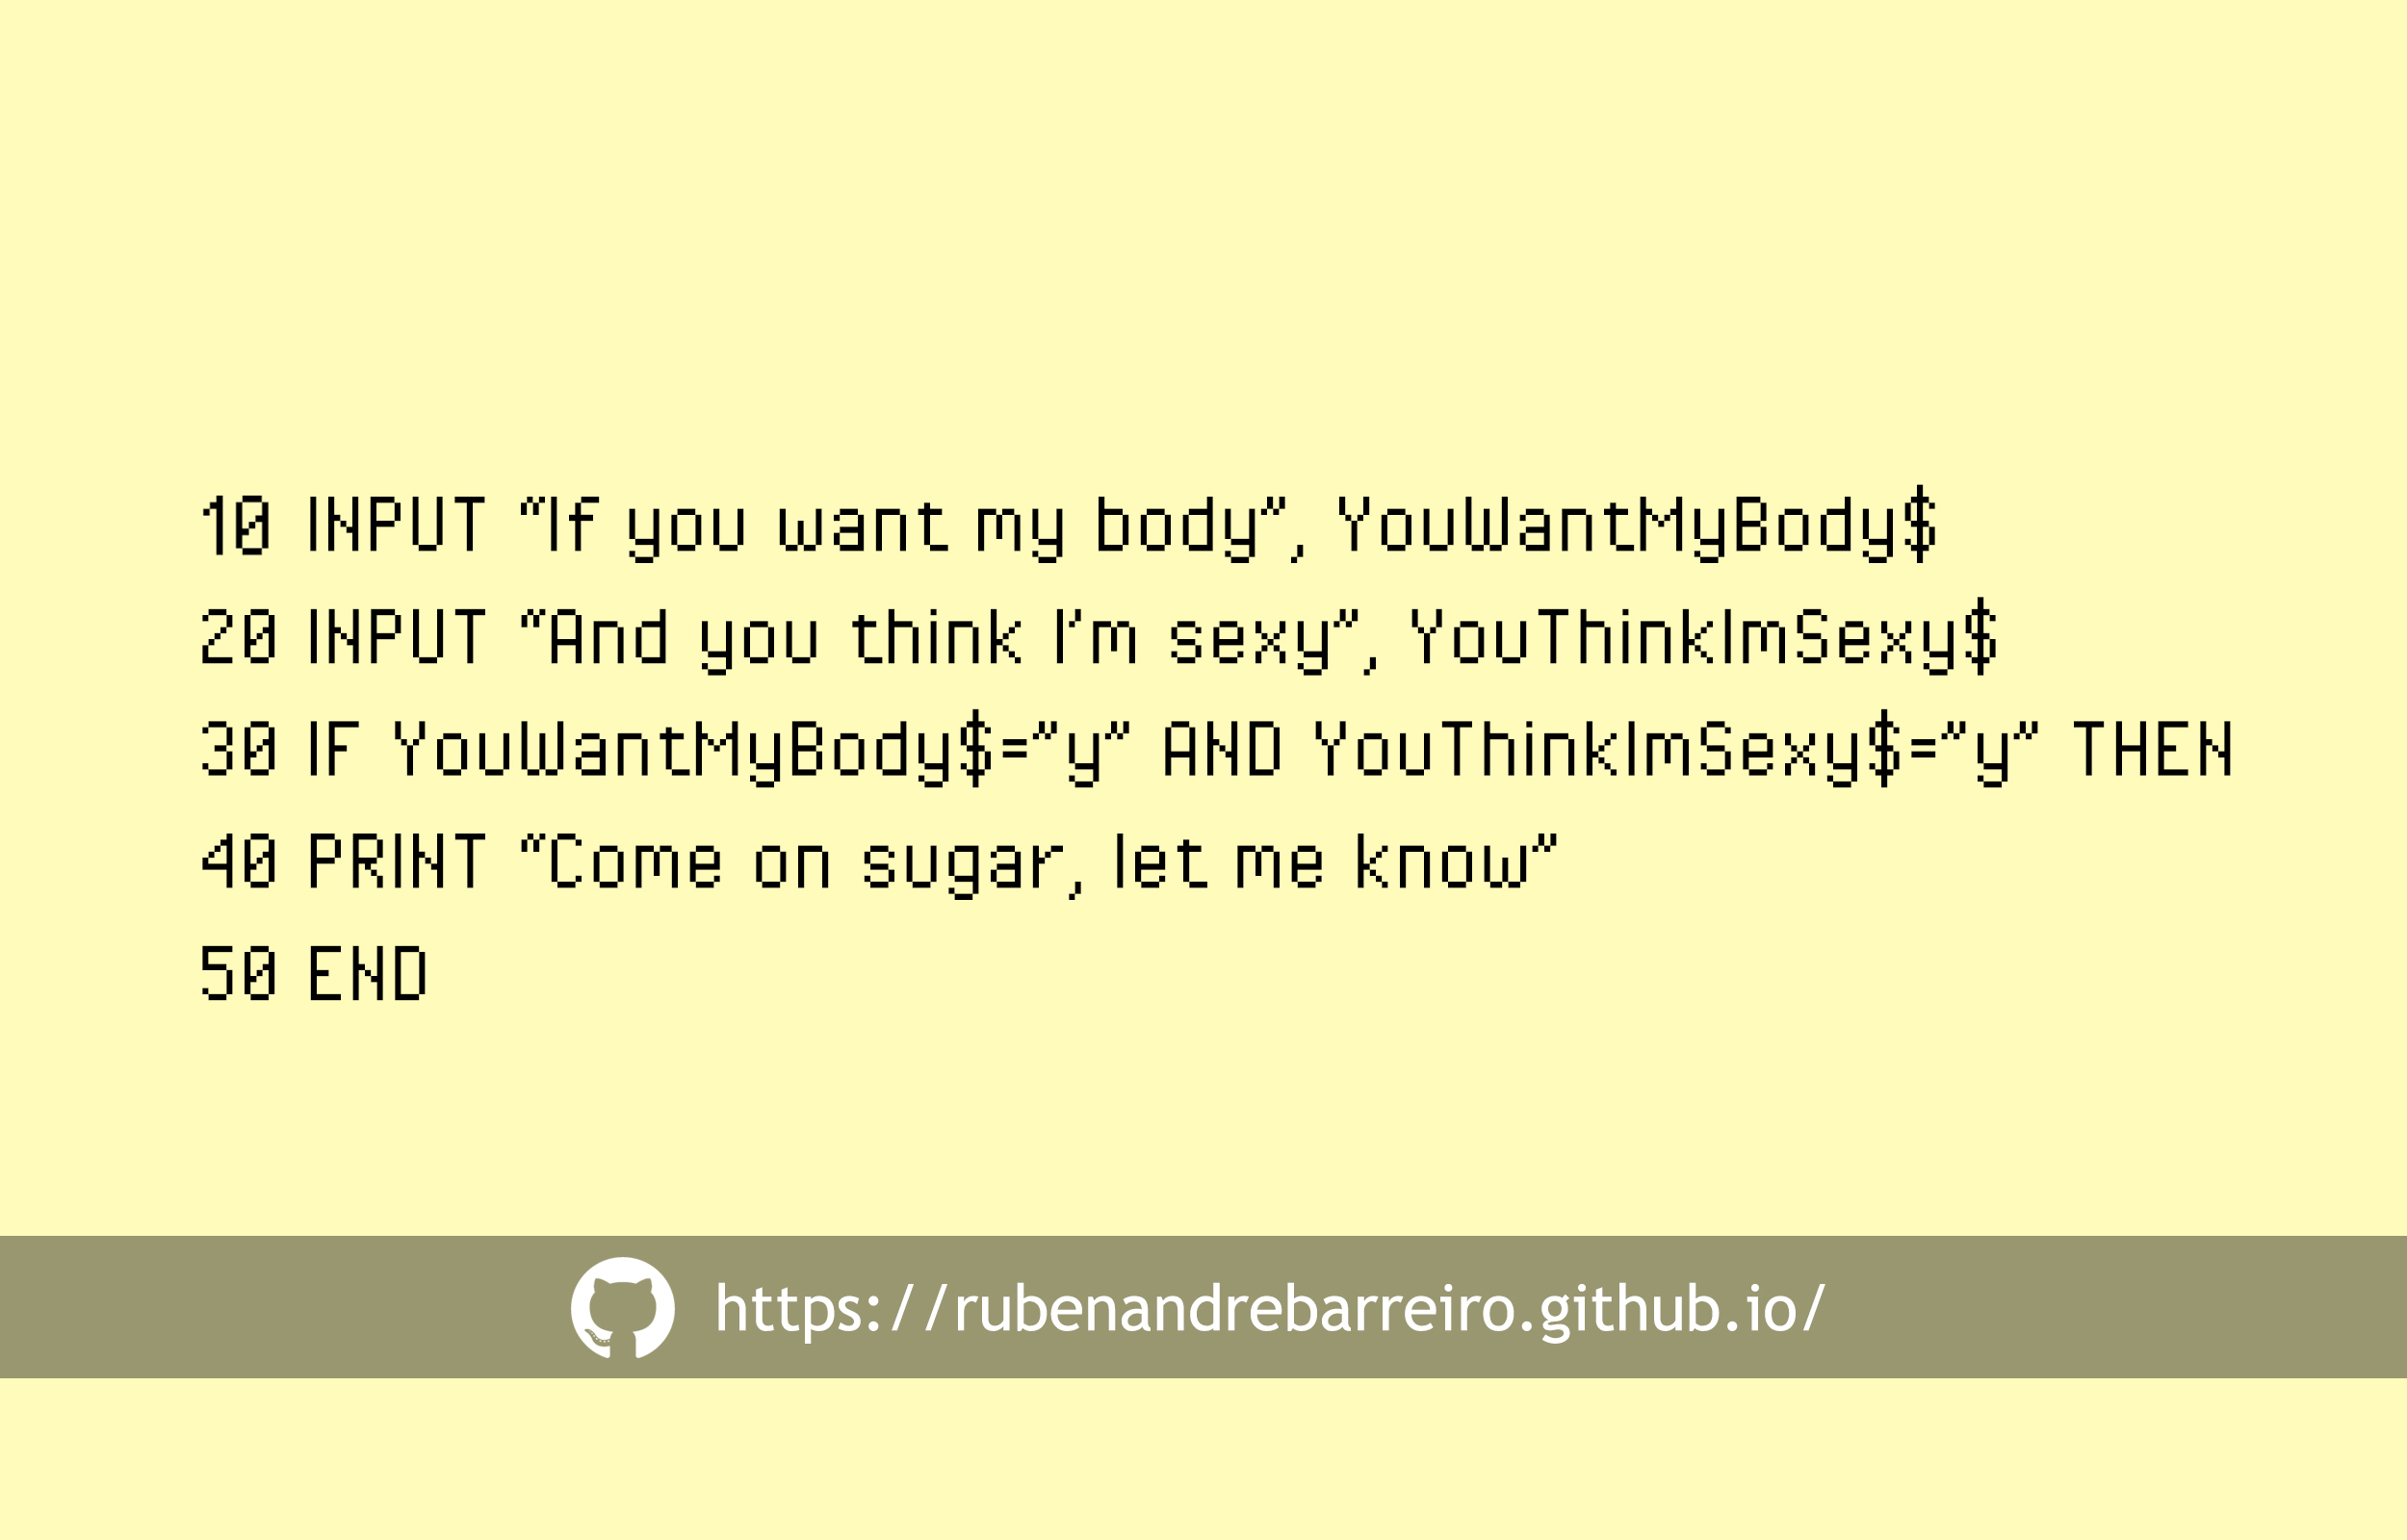 10 INPUT "If you want my body", YouWantMyBody$
20 INPUT "And you think I'm sexy", YouThinkImSexy$
30 IF YouWantMyBody$="y" AND YouThinkImSexy$="y" THEN
40 PRINT "Come on sugar, let me know"
50 END
https://rubenandrebarreiro.github.io/